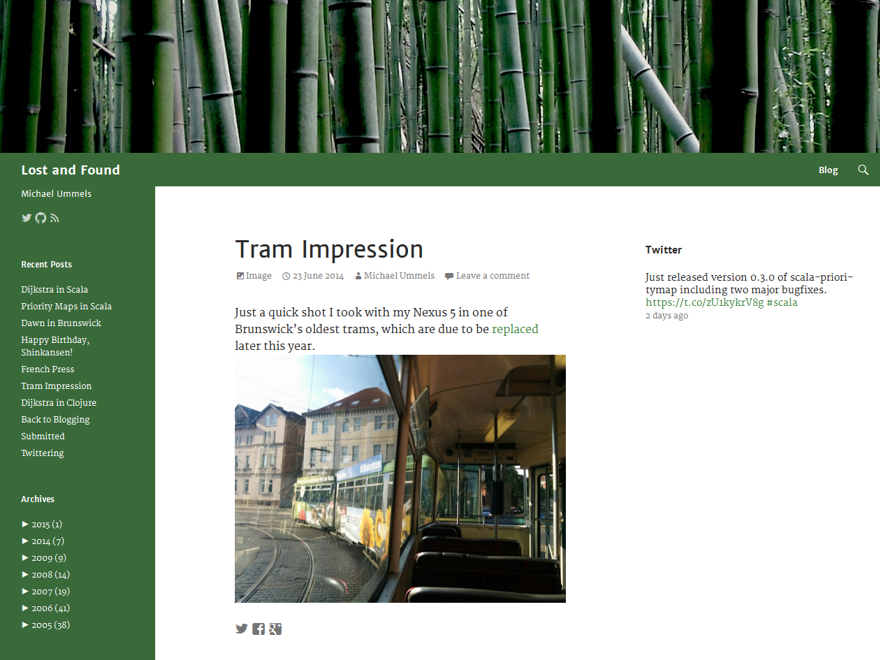 Lost and Found
Blog
Michael Ummels
Recent Posts
Dijkstra in Scala
Priority Maps in Scala
Dawn in Brunswick
Happy Birthday,
Shinkansen!
French Press
Tram Impression
Dijkstra in Clojure
Back to Blogging
Submitted
Twittering
Archives
► 2015 (1)
► 2014 (7)
► 2009 (9)
► 2008 (14)
► 2007 (19)
► 2006 (41)
► 2005 (38)
Tram Impression
Image 23 June 2014 Michael Ummels Leave a comment
Just a quick shot I took with my Nexus 5 in one of
Brunswick’s oldest trams, which are due to be replaced
later this year.
Twitter
Just released version 0.3.0 of scala-priori-
tymap including two major bugfixes.
https://t.co/zU1kykrV8g #scala
2 days ago